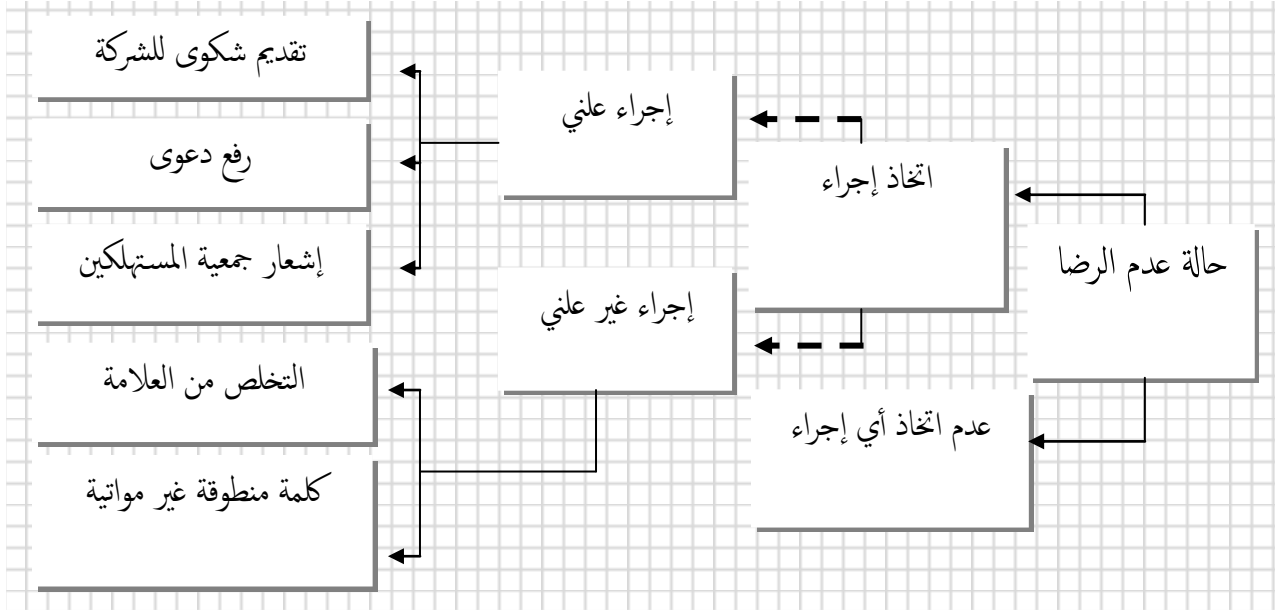 حالة عدم الرضا
اتخاذ إجراء
عدم اتخاذ أي إجراء
إجراء علني
إجراء غير علني
تقديم شكوى للشركة
رفع دعوى
إشعار جمعية المستهلكين
التخلص من العلامة
كلمة منطوقة غير مواتية